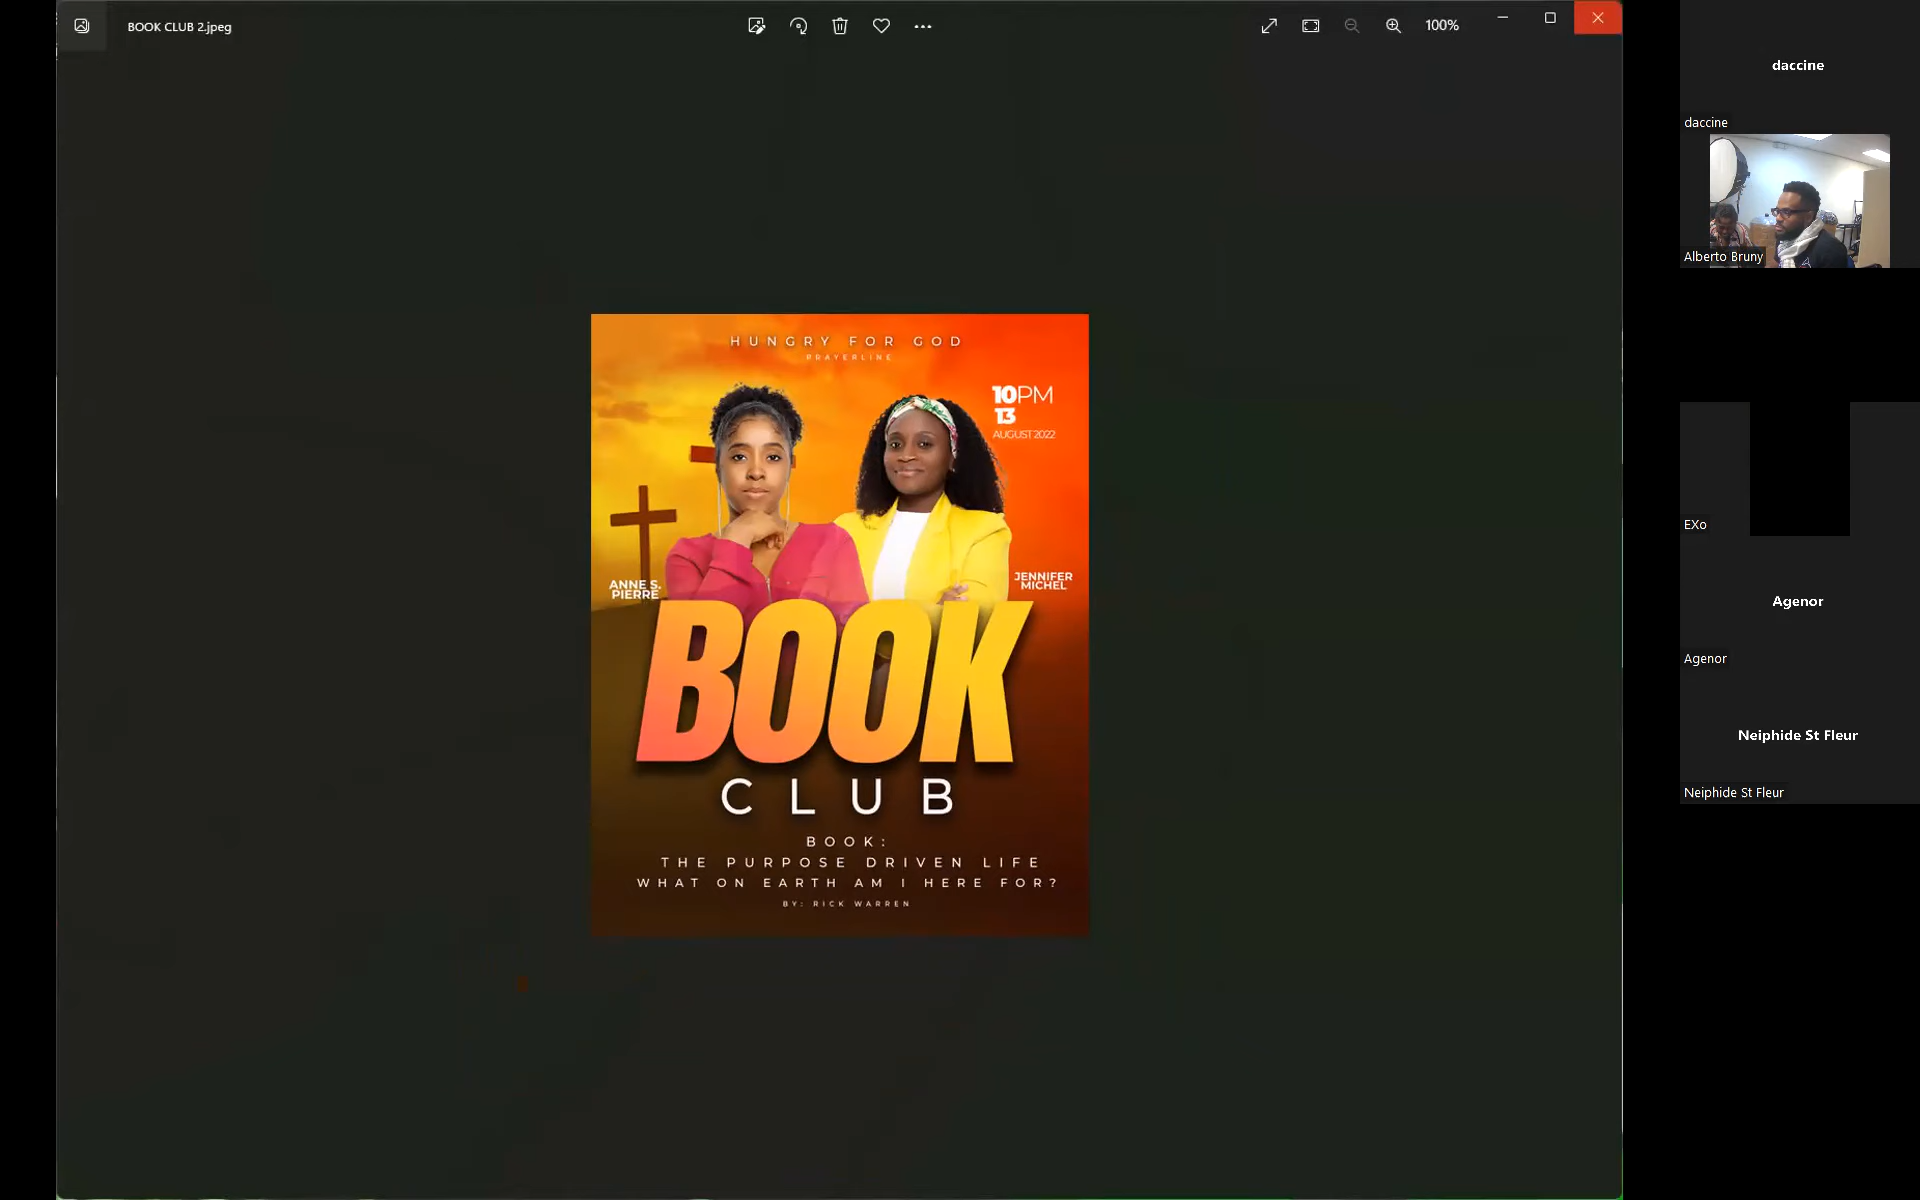 BOOK CLUB 2.jpeg
100%
HUNGRY FOR GOD
PRAYERLINE
10PM
13
AUGUST 2022
ANNE S.
PIERRE
JENNIFER
MICHEL
BOOK
CLUB
BOOK:
THE PURPOSE DRIVEN LIFE
WHAT ON EARTH AM I HERE FOR?
BY: RICK WARREN
daccine
daccine
Alberto Bruny
EXo
Agenor
Agenor
Neiphide St Fleur
Neiphide St Fleur